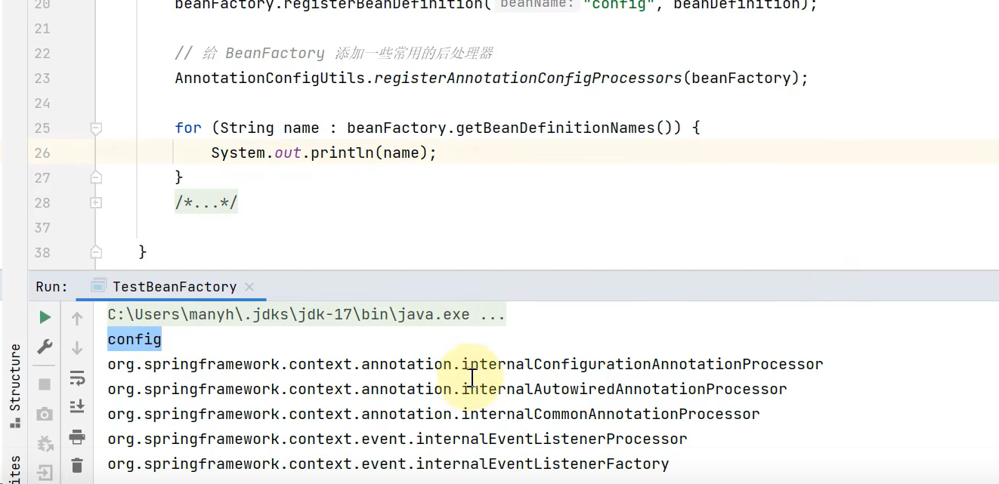 20 beanFactory.registerBeanDefinition( beanName: "config", beanDefinition);
21
22 // 给 BeanFactory 添加一些常用的后处理器
23 AnnotationConfigUtils.registerAnnotationConfigProcessors(beanFactory);
24
25 for (String name : beanFactory.getBeanDefinitionNames()) {
26 System.out.println(name);
27 }
28 /*...*/
37
38 }
Run: TestBeanFactory
C:\Users\manyh\.jdks\jdk-17\bin\java.exe ...
config
org.springframework.context.annotation.internalConfigurationAnnotationProcessor
org.springframework.context.annotation.internalAutowiredAnnotationProcessor
org.springframework.context.annotation.internalCommonAnnotationProcessor
org.springframework.context.event.internalEventListenerProcessor
org.springframework.context.event.internalEventListenerFactory
Structure